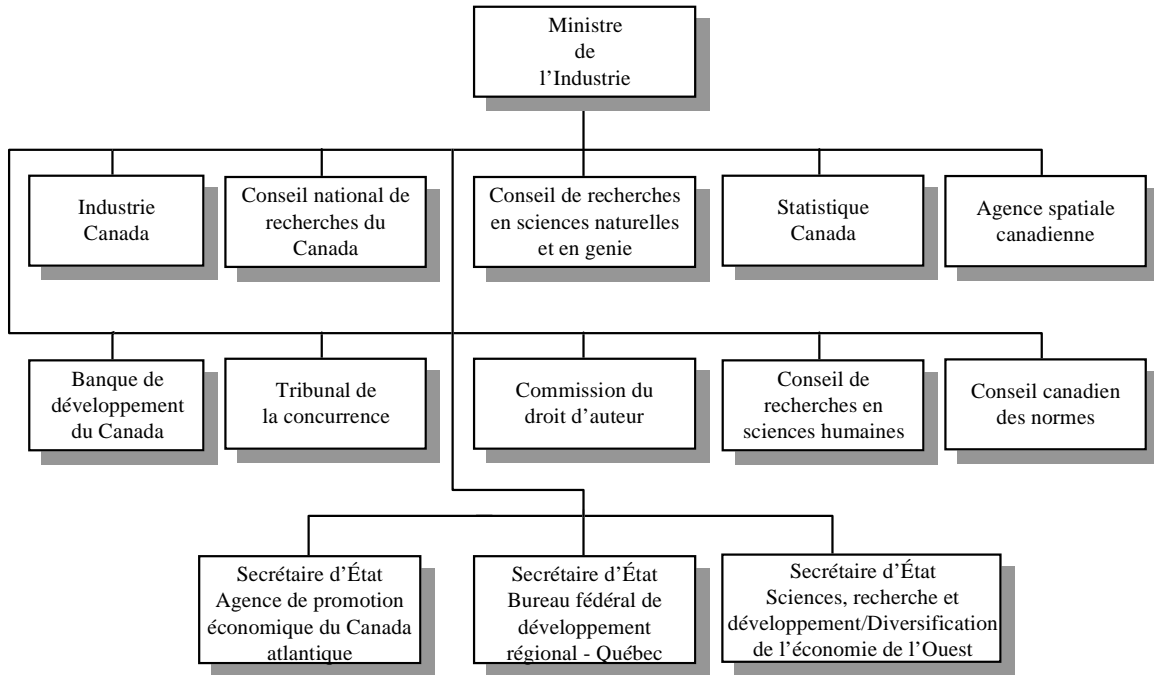 Ministre
de
l’Industrie
Industrie
Canada
Conseil national de
recherches du
Canada
Conseil de recherches
en sciences naturelles
et en genie
Statistique
Canada
Agence spatiale
canadienne
Banque de
développement
du Canada
Tribunal de
la concurrence
Commission du
droit d’auteur
Conseil de
recherches en
sciences humaines
Conseil canadien
des normes
Secrétaire d’État
Agence de promotion
économique du Canada
atlantique
Secrétaire d’État
Bureau fédéral de
développement
régional - Québec
Secrétaire d’État
Sciences, recherche et
développement/Diversification
de l’économie de l’Ouest